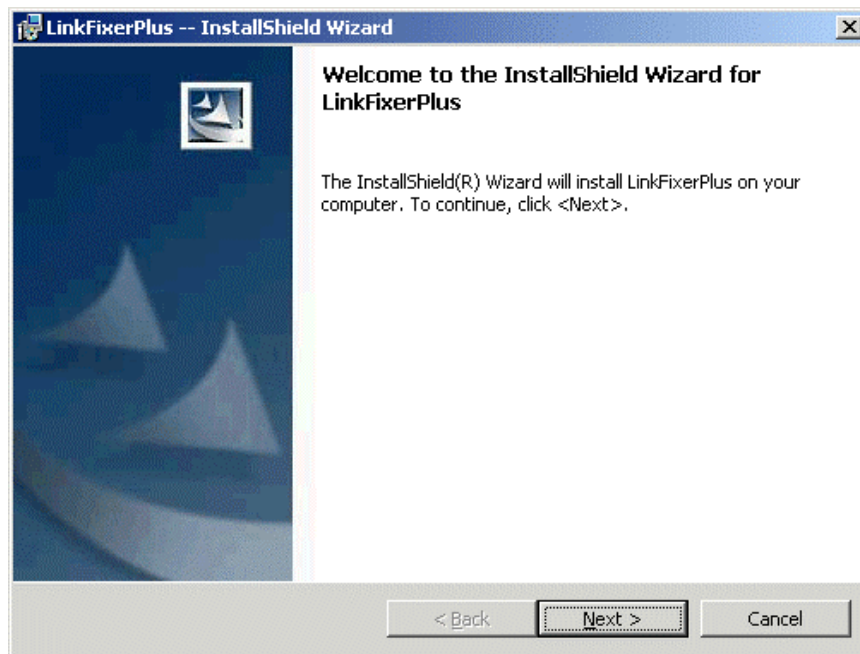 LinkFixerPlus -- InstallShield Wizard
Welcome to the InstallShield Wizard for
LinkFixerPlus
The InstallShield(R) Wizard will install LinkFixerPlus on your
computer. To continue, click <Next>.
< Back
Next >
Cancel